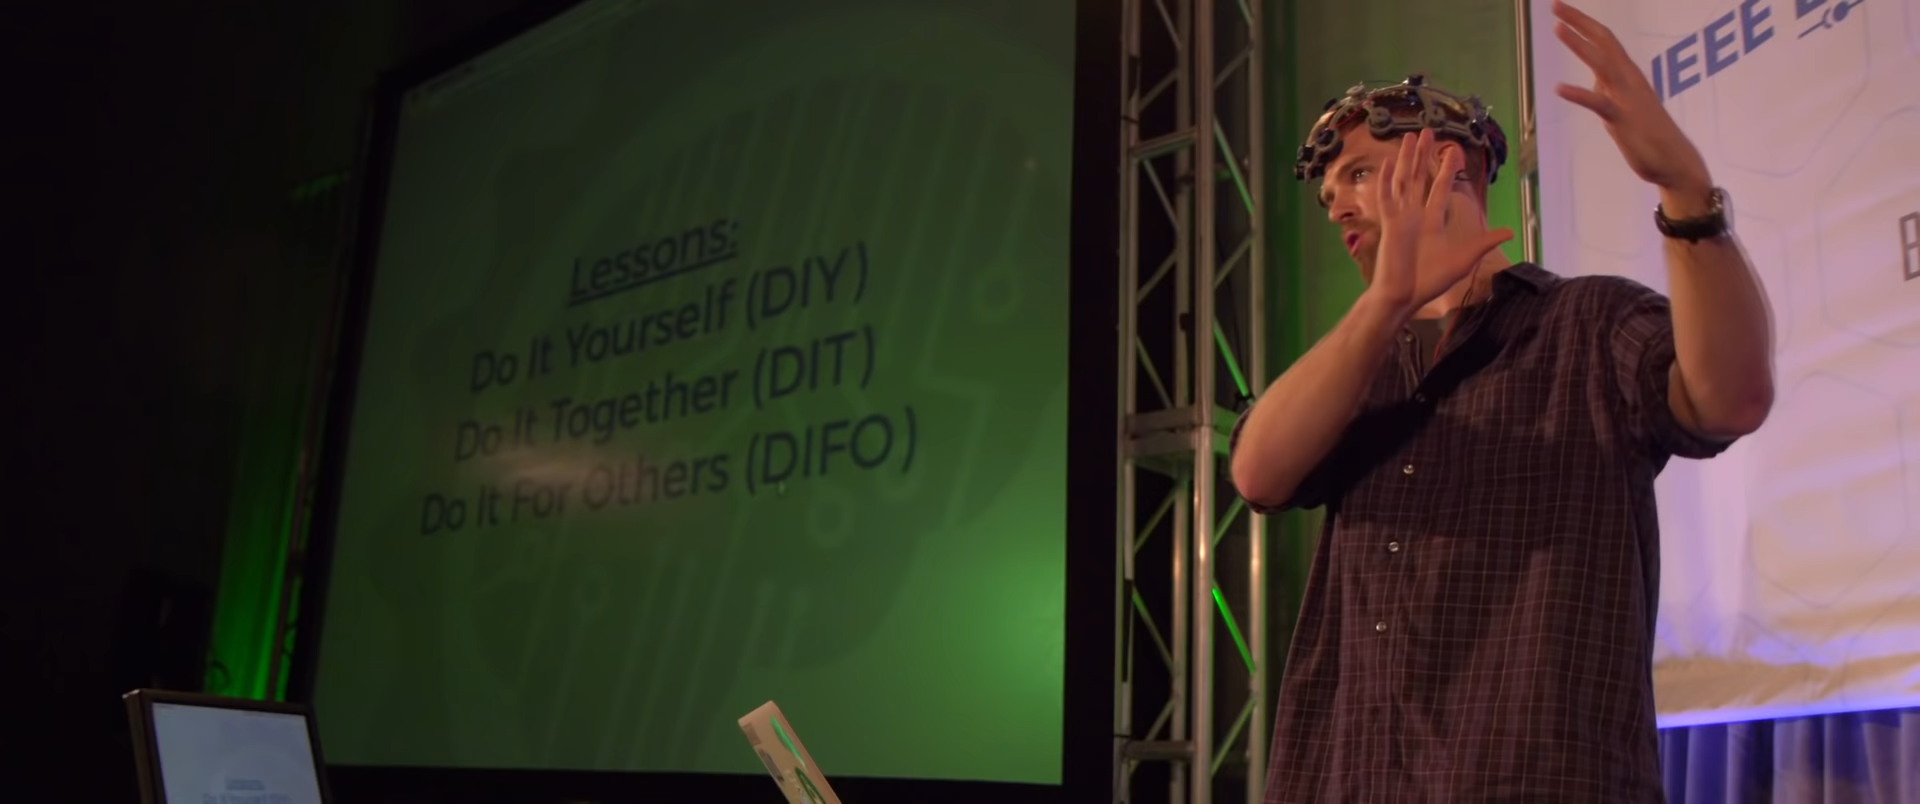 Lessons:
Do It Yourself (DIY)
Do It Together (DIT)
Do It For Others (DIFO)
IEEE